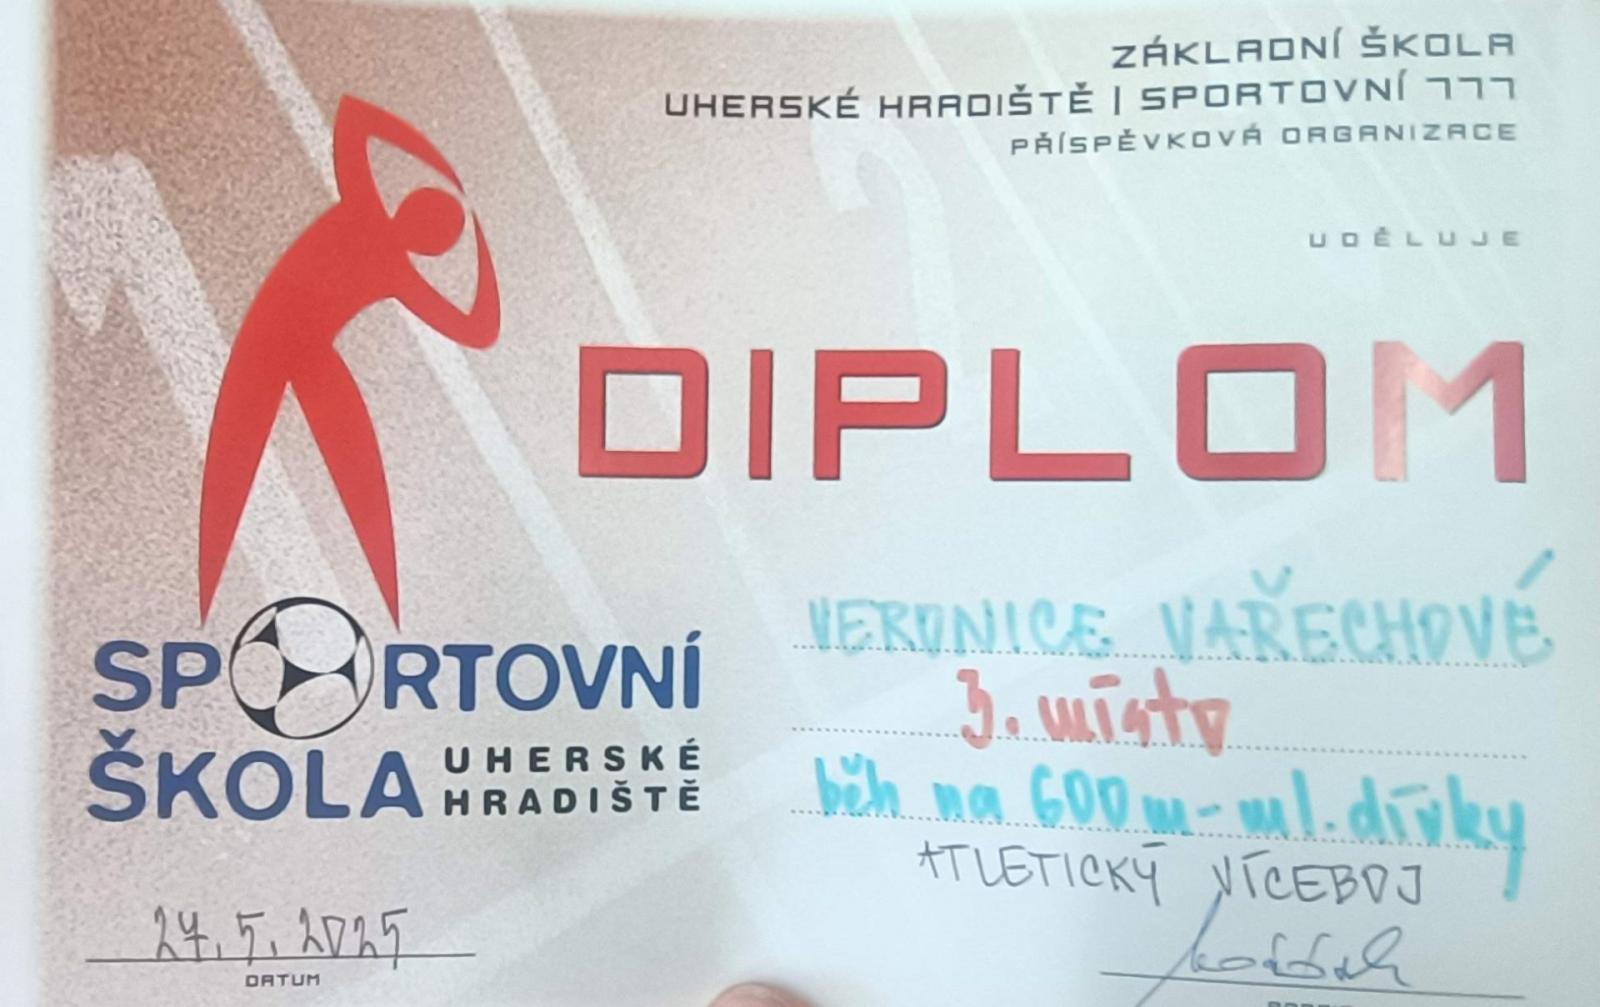 ZÁKLADNÍ ŠKOLA
UHERSKÉ HRADIŠTĚ | SPORTOVNÍ 777
PŘÍSPĚVKOVÁ ORGANIZACE
UDĚLUJE
DIPLOM
VERONICE VAŘECHOVÉ
3. místo
běh na 600 m - ml. dívky
ATLETICKÝ VÍCEBOJ
SPORTOVNÍ
ŠKOLA UHERSKÉ
HRADIŠTĚ
27.5.2025
DATUM